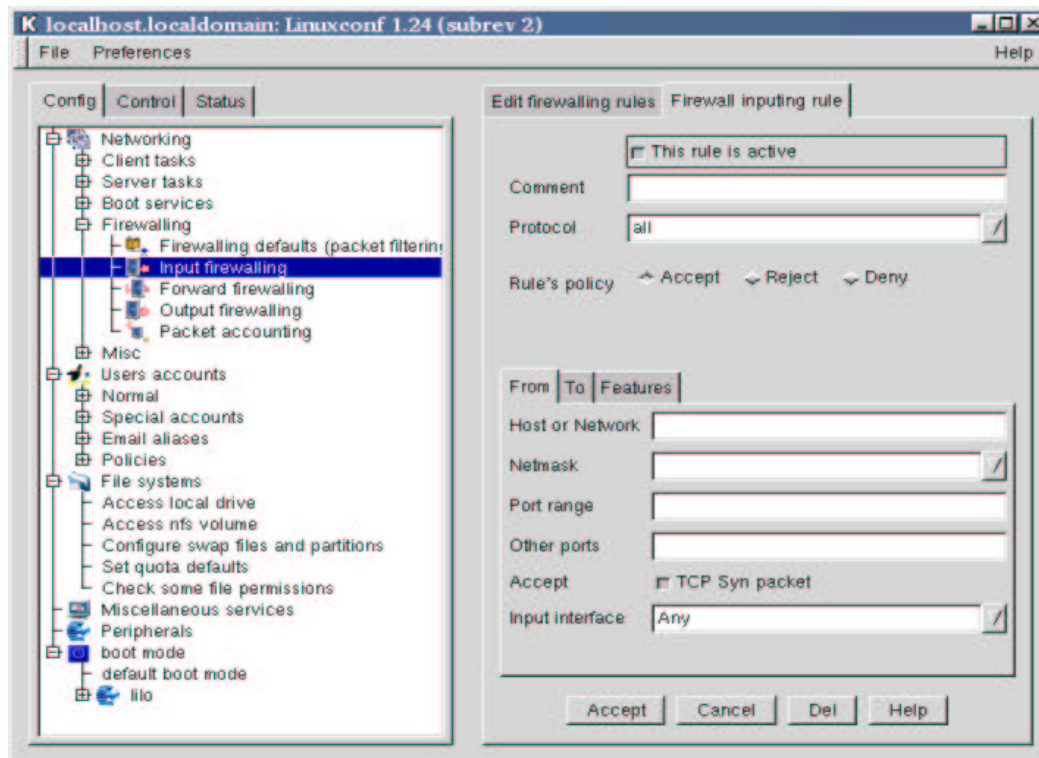 K localhost.localdomain: Linuxconf 1.24 (subrev 2)
File Preferences Help
Config Control Status
Networking
Client tasks
Server tasks
Boot services
Firewalling
Firewalling defaults (packet filtering
Input firewalling
Forward firewalling
Output firewalling
Packet accounting
Misc
Users accounts
Normal
Special accounts
Email aliases
Policies
File systems
Access local drive
Access nfs volume
Configure swap files and partitions
Set quota defaults
Check some file permissions
Miscellaneous services
Peripherals
boot mode
default boot mode
lilo
Edit firewalling rules Firewall inputing rule
This rule is active
Comment
Protocol all
Rule's policy Accept Reject Deny
From To Features
Host or Network
Netmask
Port range
Other ports
Accept TCP Syn packet
Input interface Any
Accept Cancel Del Help